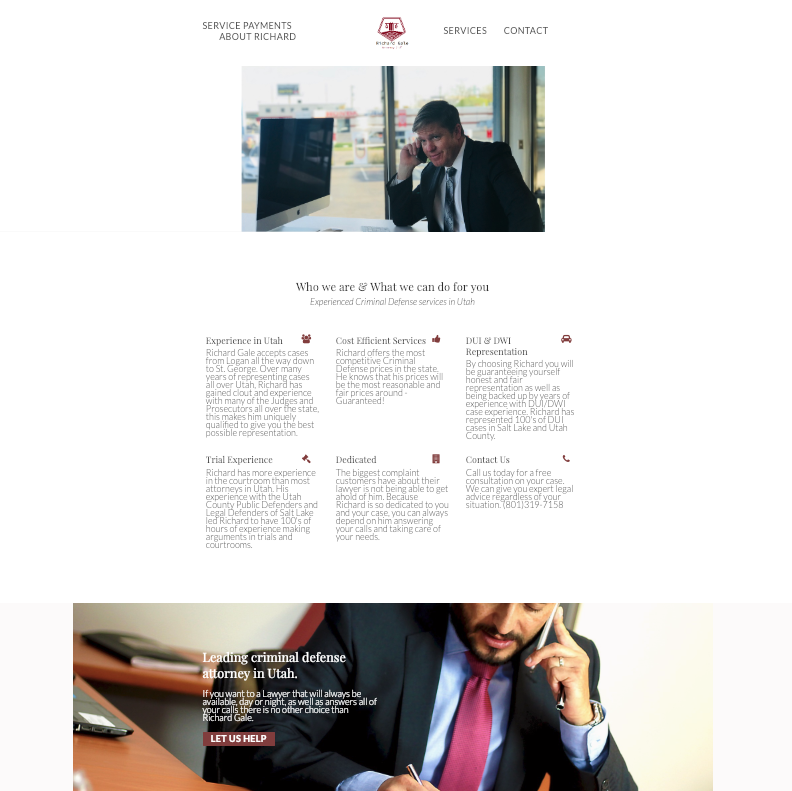 SERVICE PAYMENTS
ABOUT RICHARD
Richard Gale
SERVICES
CONTACT
Who we are & What we can do for you
Experienced Criminal Defense services in Utah
Experience in Utah
Richard Gale accepts cases
from Logan all the way down
to St. George. Over many
years of representing cases
all over Utah, Richard has
gained clout and experience
with many of the Judges and
Prosecutors all over the state,
this makes him uniquely
qualified to give you the best
possible representation.
Cost Efficient Services
Richard offers the most
competitive Criminal
Defense prices in the state,
He knows that his prices will
be the most reasonable and
fair prices around -
Guaranteed!
DUI & DWI
Representation
By choosing Richard you will
be guaranteeing yourself
honest and fair
representation as well as
being backed up by years of
experience with DUI/DWI
case experience. Richard has
represented 100's of DUI
cases in Salt Lake and Utah
County.
Trial Experience
Richard has more experience
in the courtroom than most
attorneys in Utah. His
experience with the Utah
County Public Defenders and
Legal Defenders of Salt Lake
led Richard to have 100's of
hours of experience making
arguments in trials and
courtrooms.
Dedicated
The biggest complaint
customers have about their
lawyer is not being able to get
ahold of him. Because
Richard is so dedicated to you
and your case, you can always
depend on him answering
your calls and taking care of
your needs.
Contact Us
Call us today for a free
consultation on your case.
We can give you expert legal
advice regardless of your
situation. (801)319-7158
Leading criminal defense
attorney in Utah.
If you want to a Lawyer that will always be
available, day or night, as well as answers all of
your calls there is no other choice than
Richard Gale.
LET US HELP